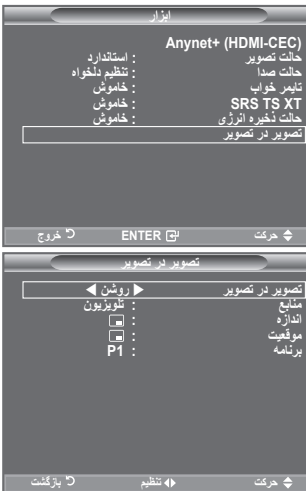 ابزار
Anynet+ (HDMI-CEC)
حالت تصویر : استاندارد
حالت صدا : تنظیم دلخواه
تایمر خواب : خاموش
SRS TS XT : خاموش
حالت ذخیره انرژی : خاموش
تصویر در تصویر
حرکت ENTER خروج
تصویر در تصویر
تصویر در تصویر ◀ روشن ▶
منابع : تلویزیون
اندازه :
موقعیت :
برنامه : P1
حرکت تنظیم بازگشت